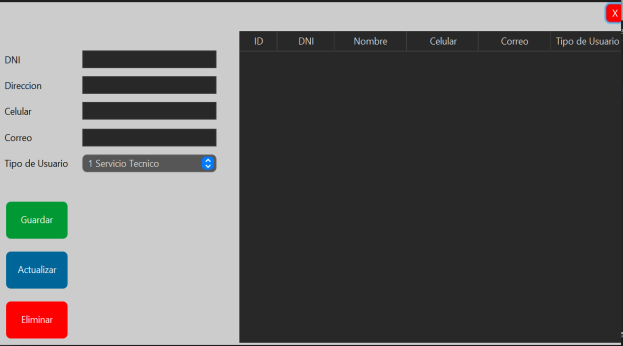 X
ID DNI Nombre Celular Correo Tipo de Usuario
DNI
Direccion
Celular
Correo
Tipo de Usuario 1 Servicio Tecnico
Guardar
Actualizar
Eliminar